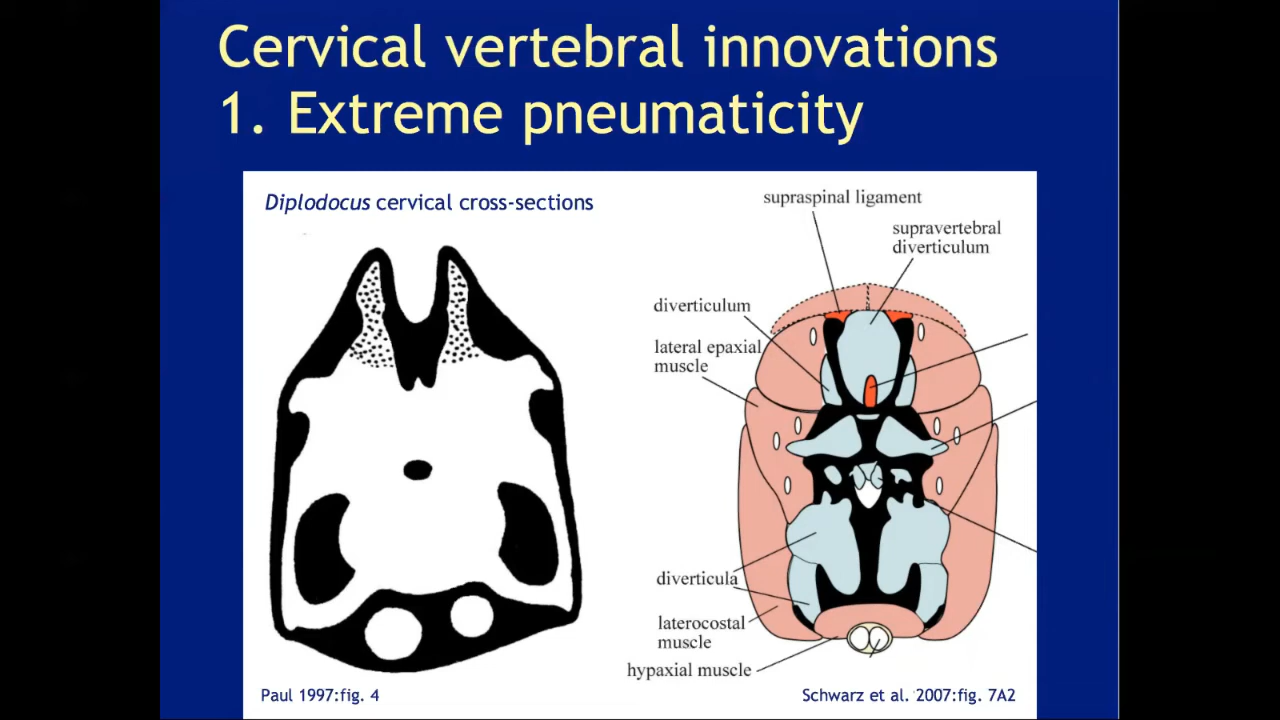 Cervical vertebral innovations
1. Extreme pneumaticity
Diplodocus cervical cross-sections
supraspinal ligament
supravertebral
diverticulum
diverticulum
lateral epaxial
muscle
diverticula
laterocostal
muscle
hypaxial muscle
Paul 1997:fig. 4
Schwarz et al. 2007:fig. 7A2